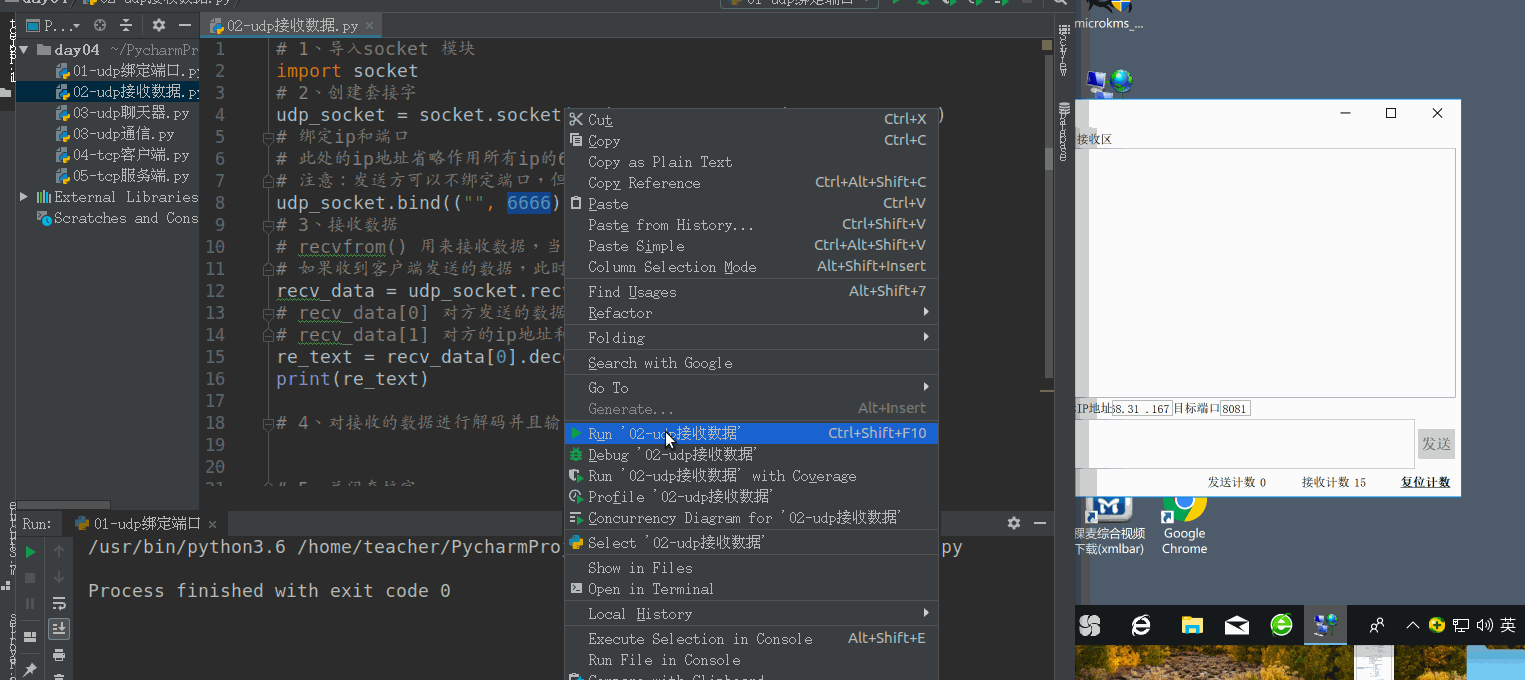 02-udp接收数据.py
P...
day04 ~/PycharmPr
01-udp绑定端口.py
02-udp接收数据.py
03-udp聊天器.py
03-udp通信.py
04-tcp客户端.py
05-tcp服务端.py
External Libraries
Scratches and Cons
1 # 1、导入socket 模块
2 import socket
3 # 2、创建套接字
4 udp_socket = socket.socket
5 # 绑定ip和端口
6 # 此处的ip地址省略作用所有ip的6
7 # 注意：发送方可以不绑定端口，但
8 udp_socket.bind(("", 6666)
9 # 3、接收数据
10 # recvfrom() 用来接收数据，当
11 # 如果收到客户端发送的数据，此时
12 recv_data = udp_socket.rec
13 # recv_data[0] 对方发送的数据
14 # recv_data[1] 对方的ip地址和
15 re_text = recv_data[0].dec
16 print(re_text)
17
18 # 4、对接收的数据进行解码并且输
19
20
Cut Ctrl+X
Copy Ctrl+C
Copy as Plain Text
Copy Reference Ctrl+Alt+Shift+C
Paste Ctrl+V
Paste from History... Ctrl+Shift+V
Paste Simple Ctrl+Alt+Shift+V
Column Selection Mode Alt+Shift+Insert
Find Usages Alt+Shift+7
Refactor
Folding
Search with Google
Go To
Generate... Alt+Insert
Run '02-udp接收数据' Ctrl+Shift+F10
Debug '02-udp接收数据'
Run '02-udp接收数据' with Coverage
Profile '02-udp接收数据'
Concurrency Diagram for '02-udp接收数据'
Select '02-udp接收数据'
Show in Files
Open in Terminal
Local History
Execute Selection in Console Alt+Shift+E
Run File in Console
Run: 01-udp绑定端口
/usr/bin/python3.6 /home/teacher/PycharmPro
py
Process finished with exit code 0
microkms_...
接收区
IP地址 68.31 .167 目标端口 8081
发送
发送计数 0 接收计数 15 复位计数
综合视频
下载(xmlbar)
Google
Chrome
英